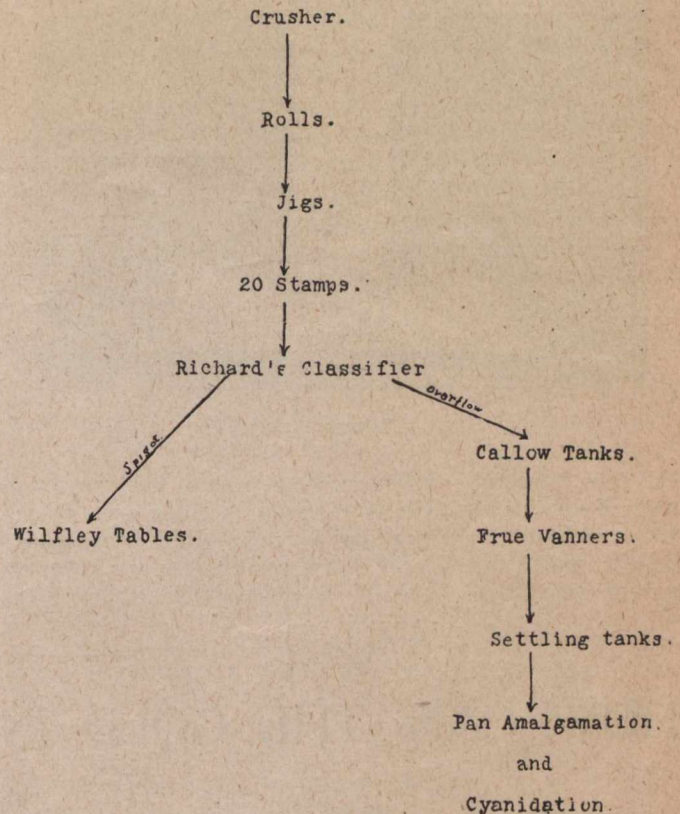 Crusher.
Rolls.
Jigs.
20 Stamps.
Richard's Classifier
Spigot
overflow
Callow Tanks.
Wilfley Tables.
Frue Vanners.
Settling tanks.
Pan Amalgamation.
and
Cyanidation.